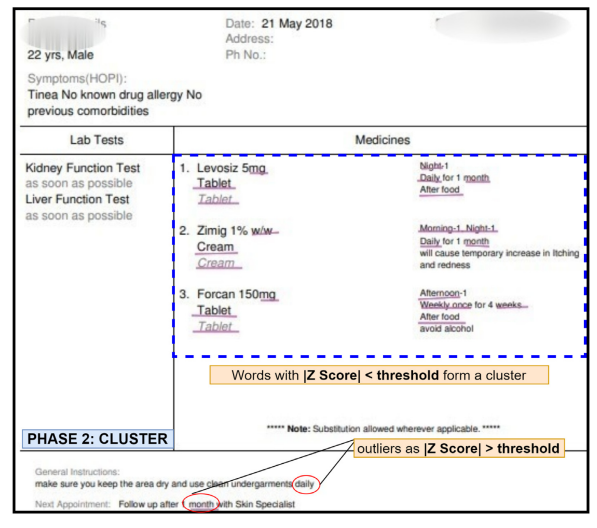 Date: 21 May 2018
Address:
22 yrs, Male
Ph No.:
Symptoms(HOPI):
Tinea No known drug allergy No
previous comorbidities
Lab Tests
Medicines
Kidney Function Test
as soon as possible
Liver Function Test
as soon as possible
1. Levosiz 5mg
Tablet
Tablet
Night-1
Daily for 1 month
After food
2. Zimig 1% w/w
Cream
Cream
Morning-1, Night-1
Daily for 1 month
will cause temporary increase in Itching
and redness
3. Forcan 150mg
Tablet
Tablet
Afternoon-1
Weekly once for 4 weeks
After food
avoid alcohol
Words with |Z Score| < threshold form a cluster
***** Note: Substitution allowed wherever applicable. *****
PHASE 2: CLUSTER
outliers as |Z Score| > threshold
General Instructions:
make sure you keep the area dry and use clean undergarments daily
Next Appointment: Follow up after 1 month with Skin Specialist